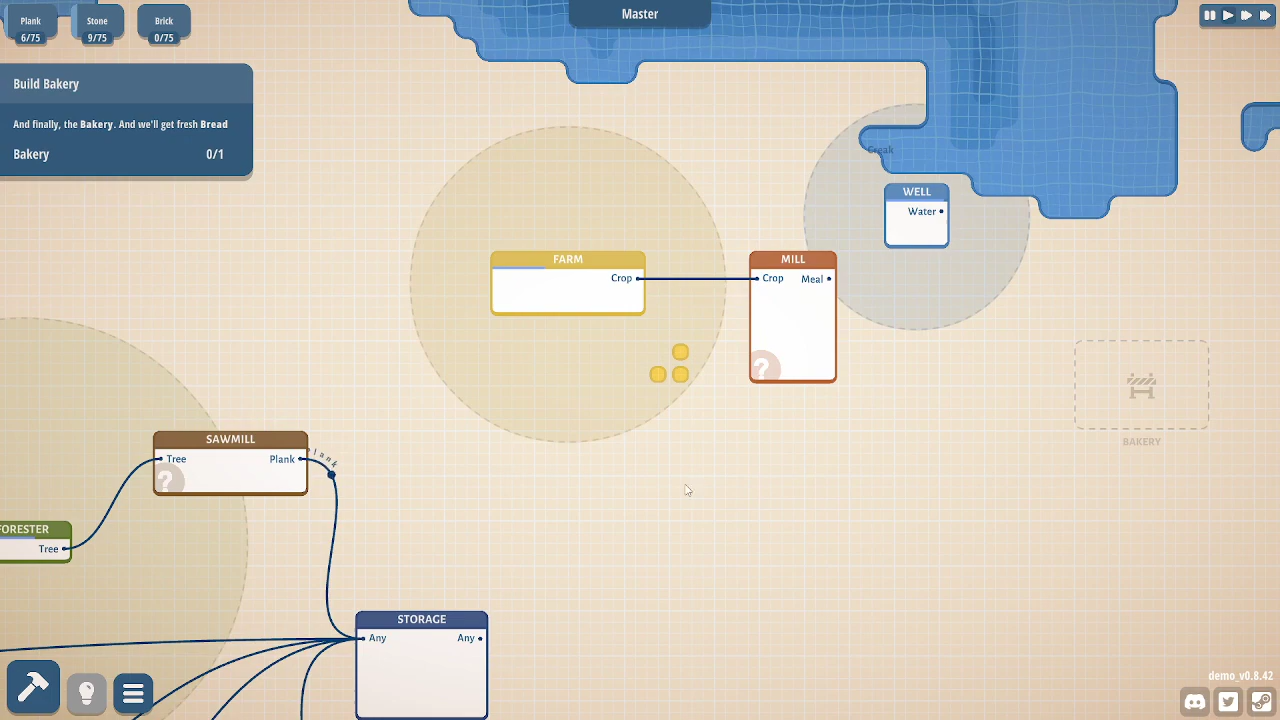 Plank
6/75
Stone
9/75
Brick
0/75
Master
Build Bakery
And finally, the Bakery. And we'll get fresh Bread
Bakery 0/1
Creak
WELL
Water
FARM
Crop
MILL
Crop Meal
?
BAKERY
SAWMILL
Tree Plank
Plank
?
FORESTER
Tree
STORAGE
Any Any
demo_v0.8.42